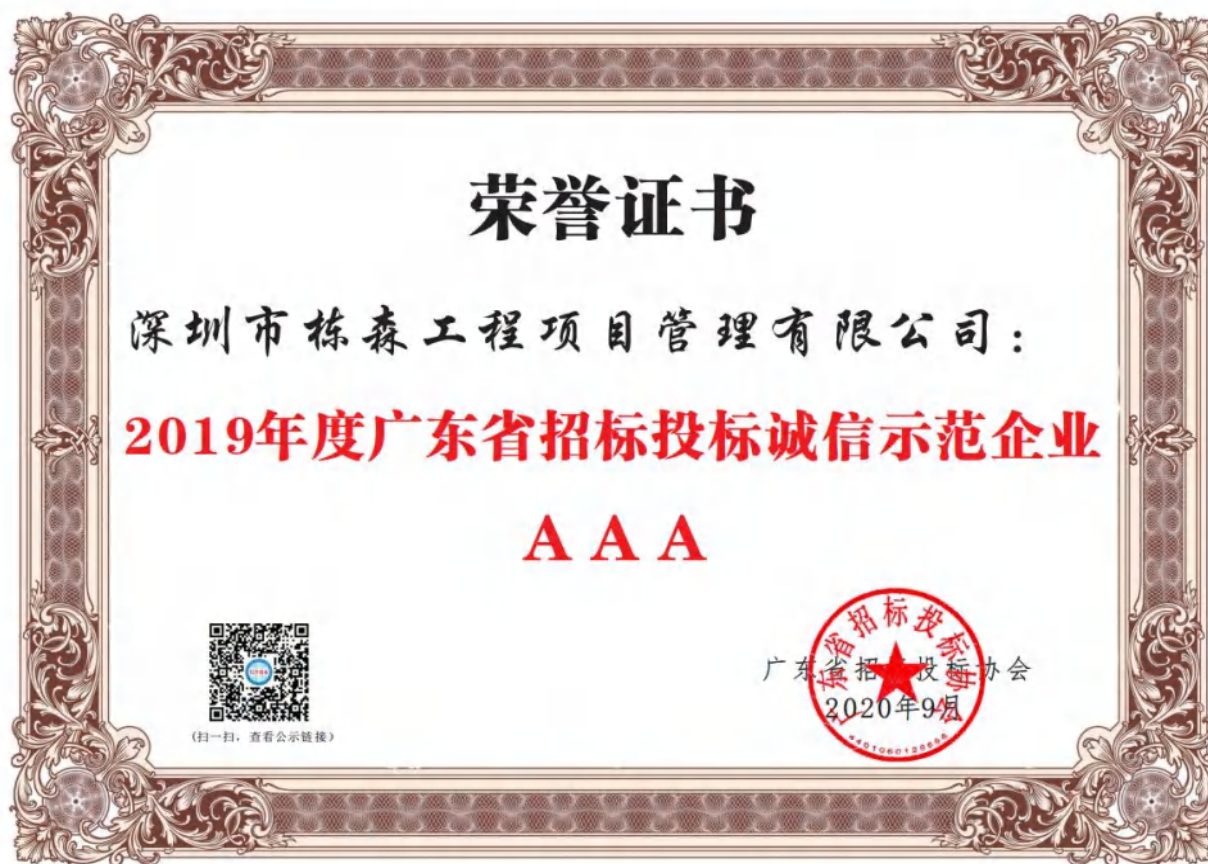 荣誉证书
深圳市栋森工程项目管理有限公司：
2019年度广东省招标投标诚信示范企业
AAA
(扫一扫，查看公示链接)
广东省招标投标协会
2020年9月
广东省招标投标协会